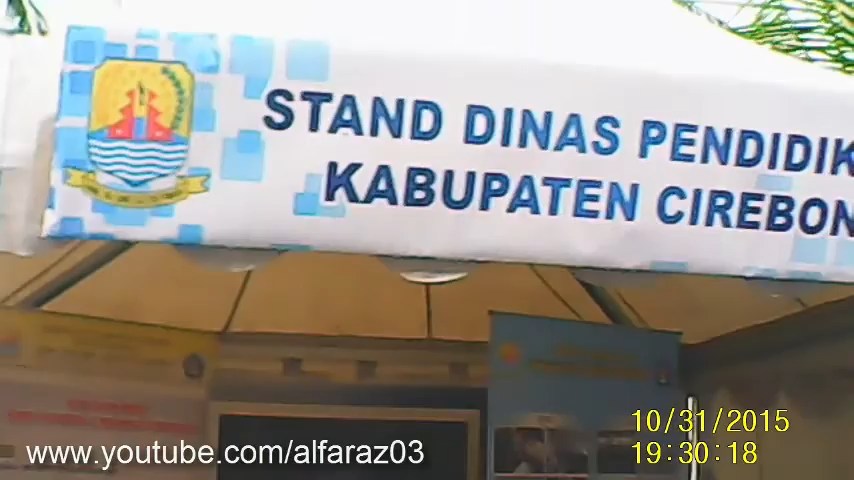 STAND DINAS PENDIDIK
KABUPATEN CIREBON
10/31/2015
www.youtube.com/alfaraz03
19:30:18